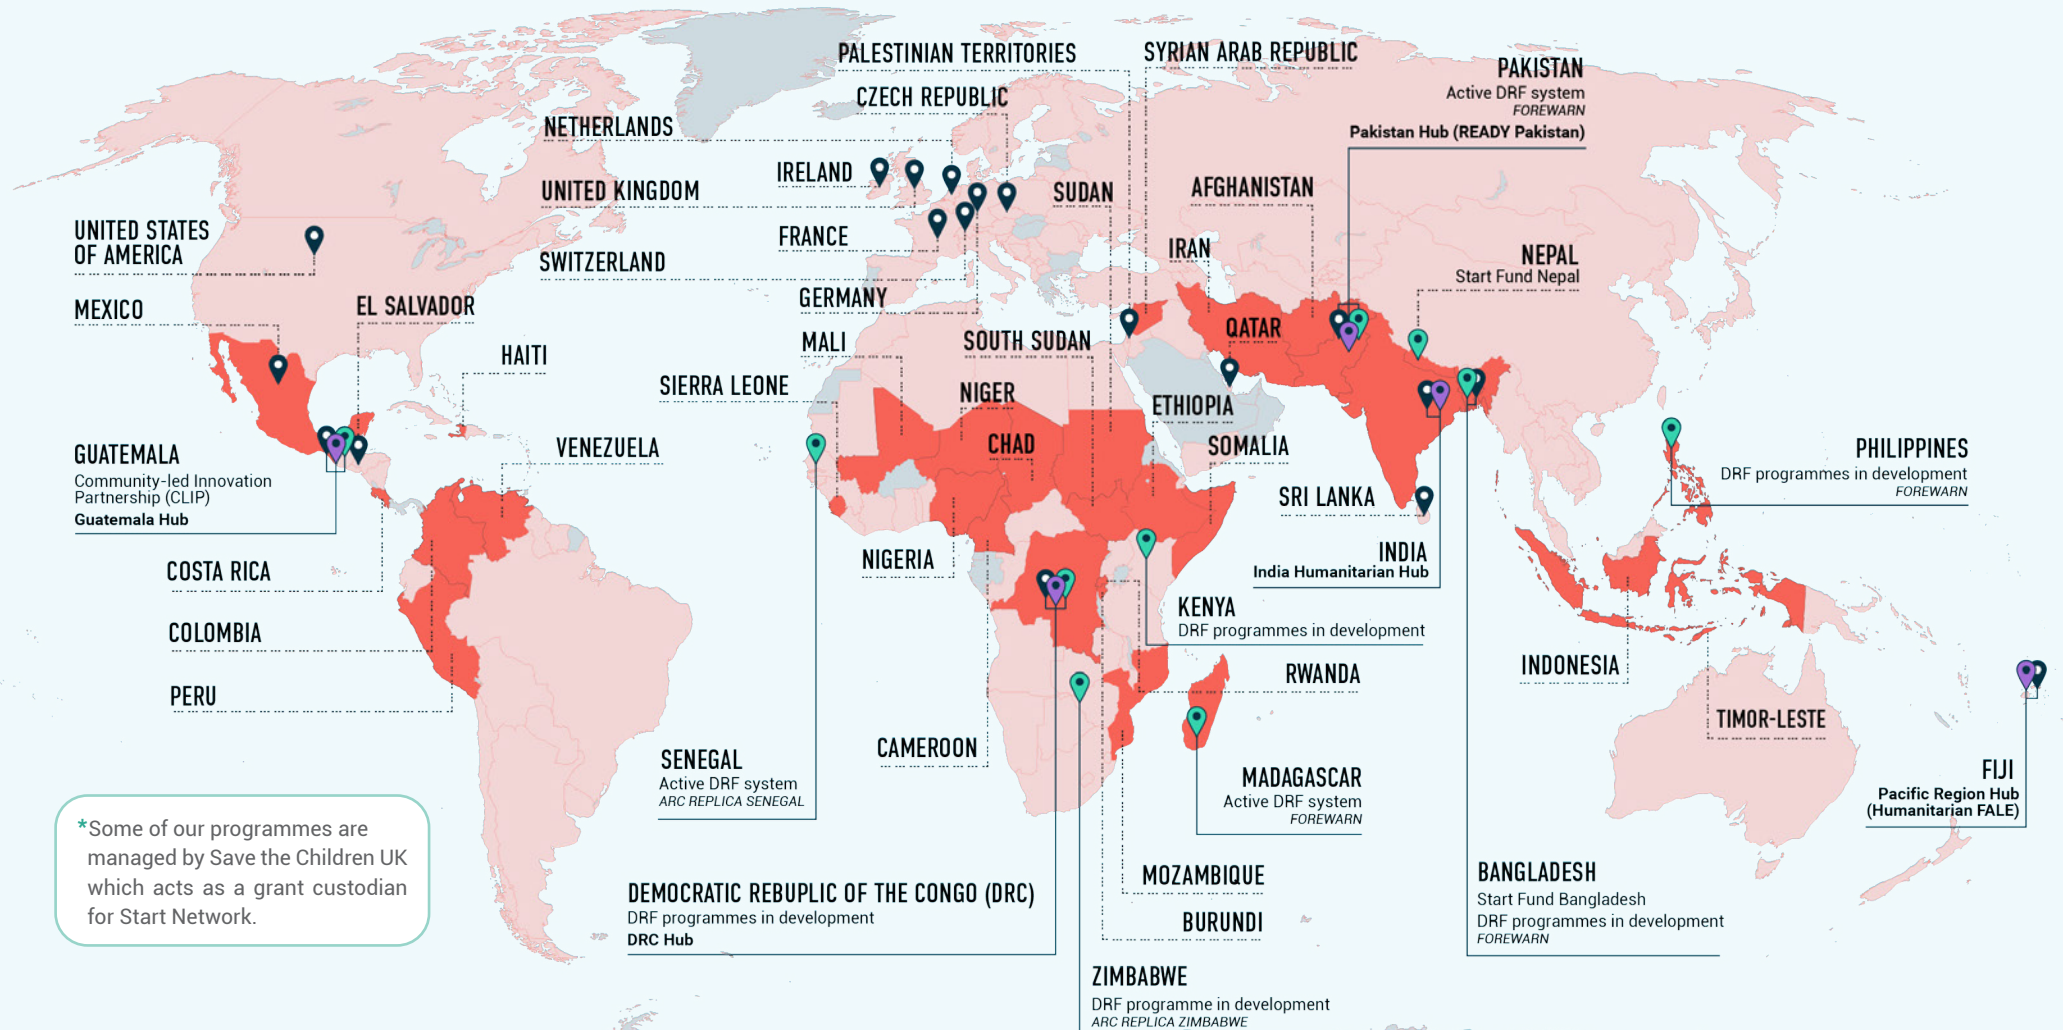 PALESTINIAN TERRITORIES
SYRIAN ARAB REPUBLIC
PAKISTAN
Active DRF system
FOREWARN
Pakistan Hub (READY Pakistan)
CZECH REPUBLIC
NETHERLANDS
IRELAND
UNITED KINGDOM
SUDAN
AFGHANISTAN
UNITED STATES
OF AMERICA
FRANCE
SWITZERLAND
IRAN
NEPAL
Start Fund Nepal
GERMANY
MEXICO
EL SALVADOR
QATAR
HAITI
MALI
SOUTH SUDAN
SIERRA LEONE
NIGER
ETHIOPIA
CHAD
SOMALIA
VENEZUELA
GUATEMALA
Community-led Innovation
Partnership (CLIP)
Guatemala Hub
PHILIPPINES
DRF programmes in development
FOREWARN
SRI LANKA
NIGERIA
INDIA
India Humanitarian Hub
COSTA RICA
KENYA
DRF programmes in development
COLOMBIA
PERU
RWANDA
INDONESIA
TIMOR-LESTE
CAMEROON
SENEGAL
Active DRF system
ARC REPLICA SENEGAL
MADAGASCAR
Active DRF system
FOREWARN
FIJI
Pacific Region Hub
(Humanitarian FALE)
*Some of our programmes are
managed by Save the Children UK
which acts as a grant custodian
for Start Network.
MOZAMBIQUE
BURUNDI
DEMOCRATIC REBUPLIC OF THE CONGO (DRC)
DRF programmes in development
DRC Hub
BANGLADESH
Start Fund Bangladesh
DRF programmes in development
FOREWARN
ZIMBABWE
DRF programme in development
ARC REPLICA ZIMBABWE